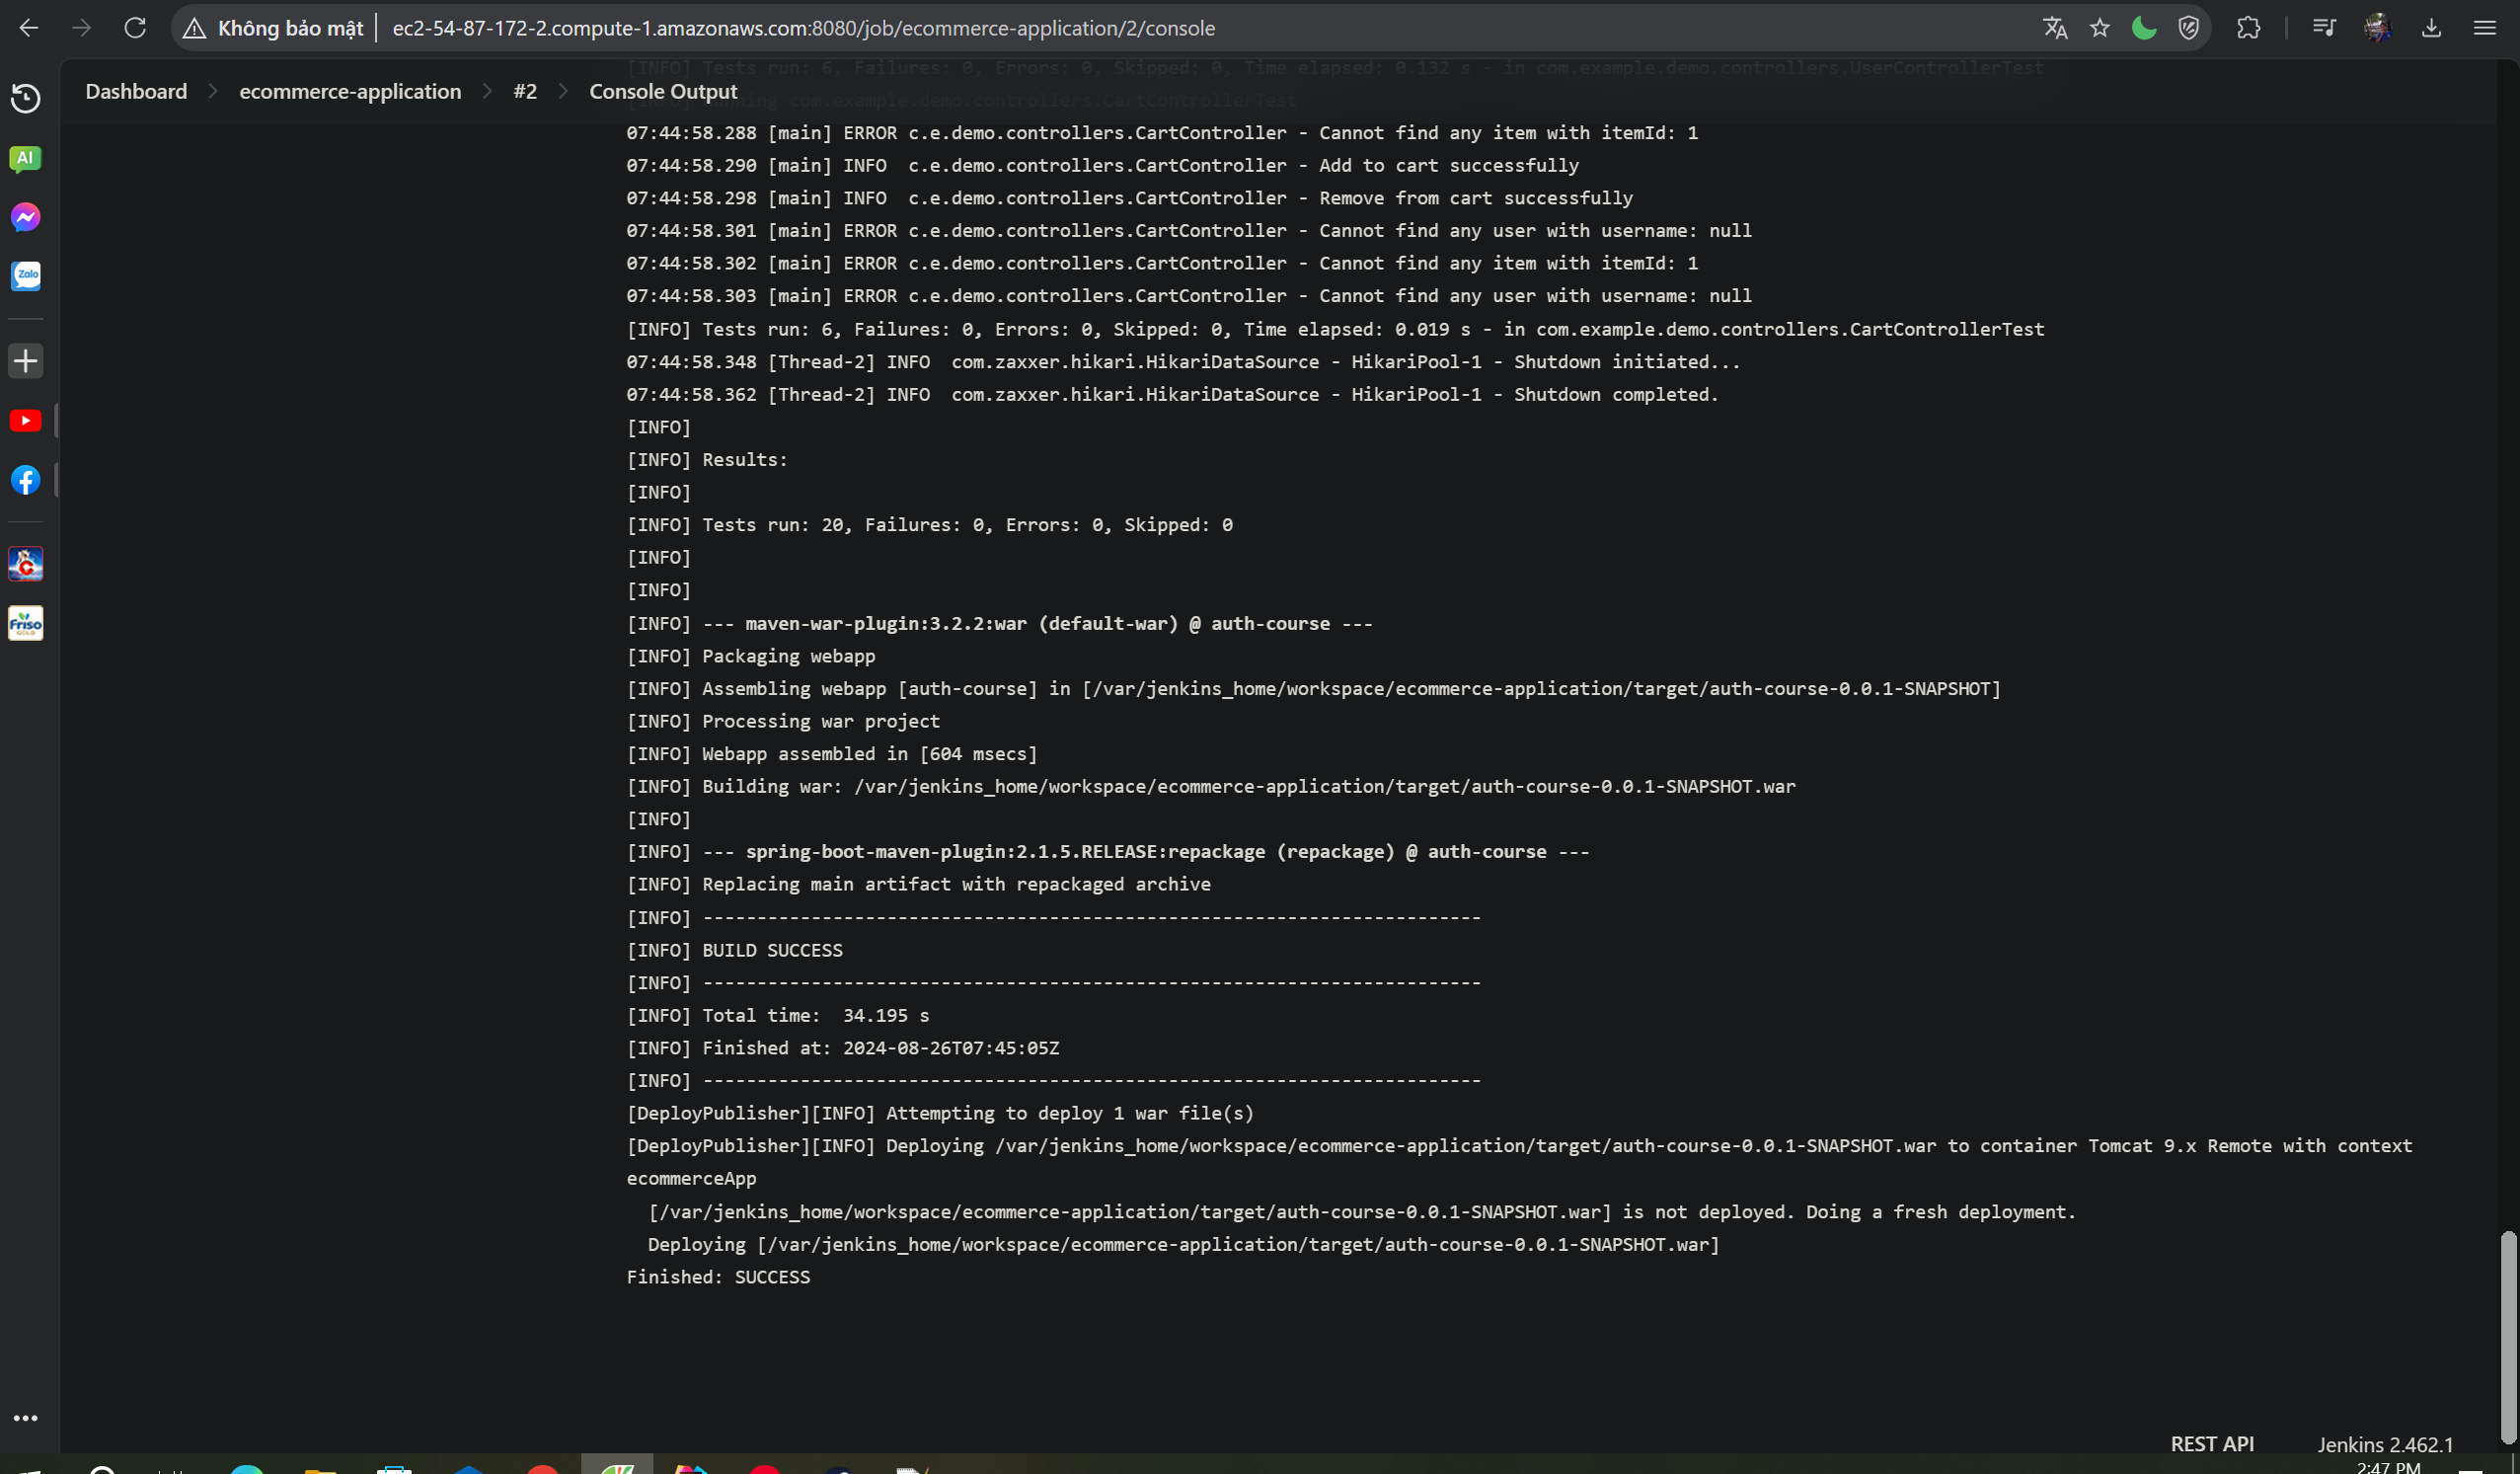 Không bảo mật
ec2-54-87-172-2.compute-1.amazonaws.com:8080/job/ecommerce-application/2/console
[INFO] Tests run: 6, Failures: 0, Errors: 0, Skipped: 0, Time elapsed: 0.132 s - in com.example.demo.controllers.UserControllerTest
Dashboard > ecommerce-application > #2 > Console Output
com.example.demo.controllers.CartControllerTest
07:44:58.288 [main] ERROR c.e.demo.controllers.CartController - Cannot find any item with itemId: 1
07:44:58.290 [main] INFO  c.e.demo.controllers.CartController - Add to cart successfully
07:44:58.298 [main] INFO  c.e.demo.controllers.CartController - Remove from cart successfully
07:44:58.301 [main] ERROR c.e.demo.controllers.CartController - Cannot find any user with username: null
07:44:58.302 [main] ERROR c.e.demo.controllers.CartController - Cannot find any item with itemId: 1
07:44:58.303 [main] ERROR c.e.demo.controllers.CartController - Cannot find any user with username: null
[INFO] Tests run: 6, Failures: 0, Errors: 0, Skipped: 0, Time elapsed: 0.019 s - in com.example.demo.controllers.CartControllerTest
07:44:58.348 [Thread-2] INFO  com.zaxxer.hikari.HikariDataSource - HikariPool-1 - Shutdown initiated...
07:44:58.362 [Thread-2] INFO  com.zaxxer.hikari.HikariDataSource - HikariPool-1 - Shutdown completed.
[INFO]
[INFO] Results:
[INFO]
[INFO] Tests run: 20, Failures: 0, Errors: 0, Skipped: 0
[INFO]
[INFO]
[INFO] --- maven-war-plugin:3.2.2:war (default-war) @ auth-course ---
[INFO] Packaging webapp
[INFO] Assembling webapp [auth-course] in [/var/jenkins_home/workspace/ecommerce-application/target/auth-course-0.0.1-SNAPSHOT]
[INFO] Processing war project
[INFO] Webapp assembled in [604 msecs]
[INFO] Building war: /var/jenkins_home/workspace/ecommerce-application/target/auth-course-0.0.1-SNAPSHOT.war
[INFO]
[INFO] --- spring-boot-maven-plugin:2.1.5.RELEASE:repackage (repackage) @ auth-course ---
[INFO] Replacing main artifact with repackaged archive
[INFO] ------------------------------------------------------------------------
[INFO] BUILD SUCCESS
[INFO] ------------------------------------------------------------------------
[INFO] Total time:  34.195 s
[INFO] Finished at: 2024-08-26T07:45:05Z
[INFO] ------------------------------------------------------------------------
[DeployPublisher][INFO] Attempting to deploy 1 war file(s)
[DeployPublisher][INFO] Deploying /var/jenkins_home/workspace/ecommerce-application/target/auth-course-0.0.1-SNAPSHOT.war to container Tomcat 9.x Remote with context
ecommerceApp
  [/var/jenkins_home/workspace/ecommerce-application/target/auth-course-0.0.1-SNAPSHOT.war] is not deployed. Doing a fresh deployment.
  Deploying [/var/jenkins_home/workspace/ecommerce-application/target/auth-course-0.0.1-SNAPSHOT.war]
Finished: SUCCESS
AI
Zalo
Friso
GOLD
REST API
Jenkins 2.462.1
2:47 PM